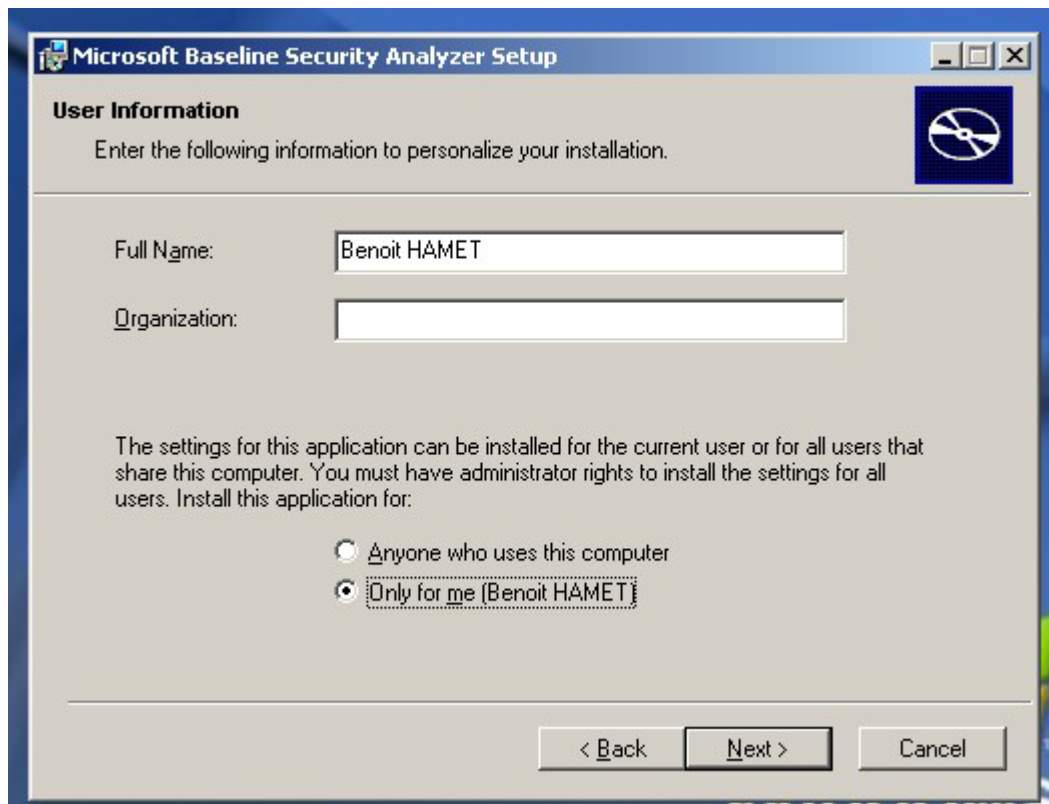 Microsoft Baseline Security Analyzer Setup
User Information
Enter the following information to personalize your installation.
Full Name:
Benoit HAMET
Organization:
The settings for this application can be installed for the current user or for all users that
share this computer. You must have administrator rights to install the settings for all
users. Install this application for:
Anyone who uses this computer
Only for me (Benoit HAMET)
< Back
Next >
Cancel